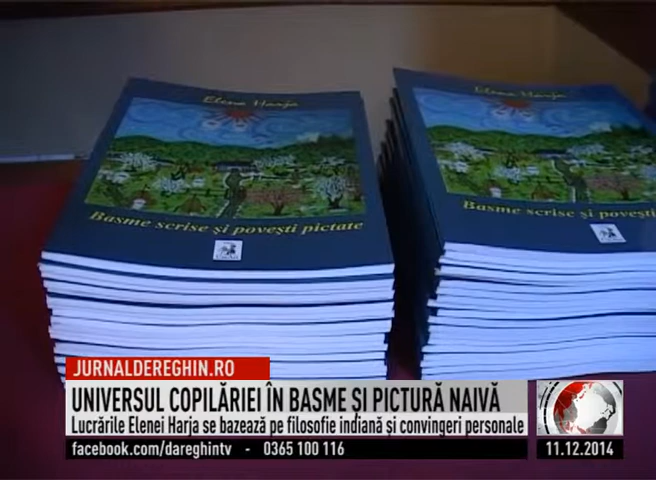 Elena Harja
Basme scrise și povești pictate
Elena Harja
Basme scrise și povești
JURNALDEREGHIN.RO
UNIVERSUL COPILĂRIEI ÎN BASME ȘI PICTURĂ NAIVĂ
Lucrările Elenei Harja se bazează pe filosofie indiană și convingeri personale
facebook.com/dareghintv - 0365 100 116
11.12.2014